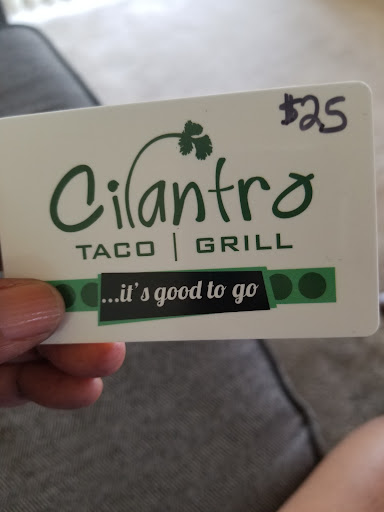 $25
Cilantro
TACO | GRILL
...it's good to go